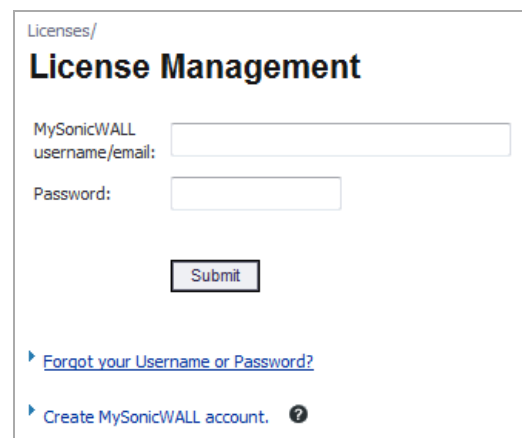 Licenses/
License Management
MySonicWALL
username/email:
Password:
Submit
Forgot your Username or Password?
Create MySonicWALL account. ?